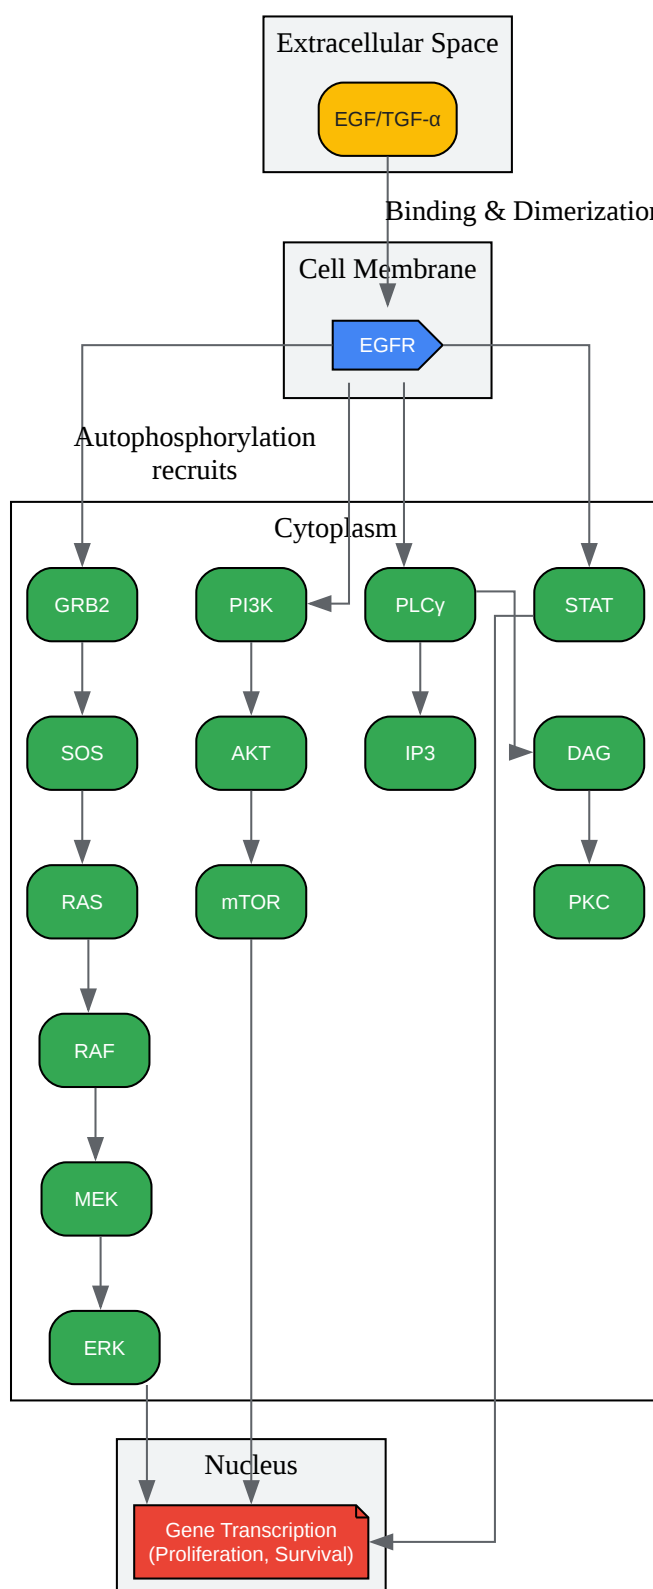 Extracellular Space
EGF/TGF-α
Binding & Dimerization
Cell Membrane
EGFR
Autophosphorylation
recruits
Cytoplasm
GRB2
PI3K
PLCγ
STAT
SOS
AKT
IP3
DAG
RAS
mTOR
PKC
RAF
MEK
ERK
Nucleus
Gene Transcription
(Proliferation, Survival)